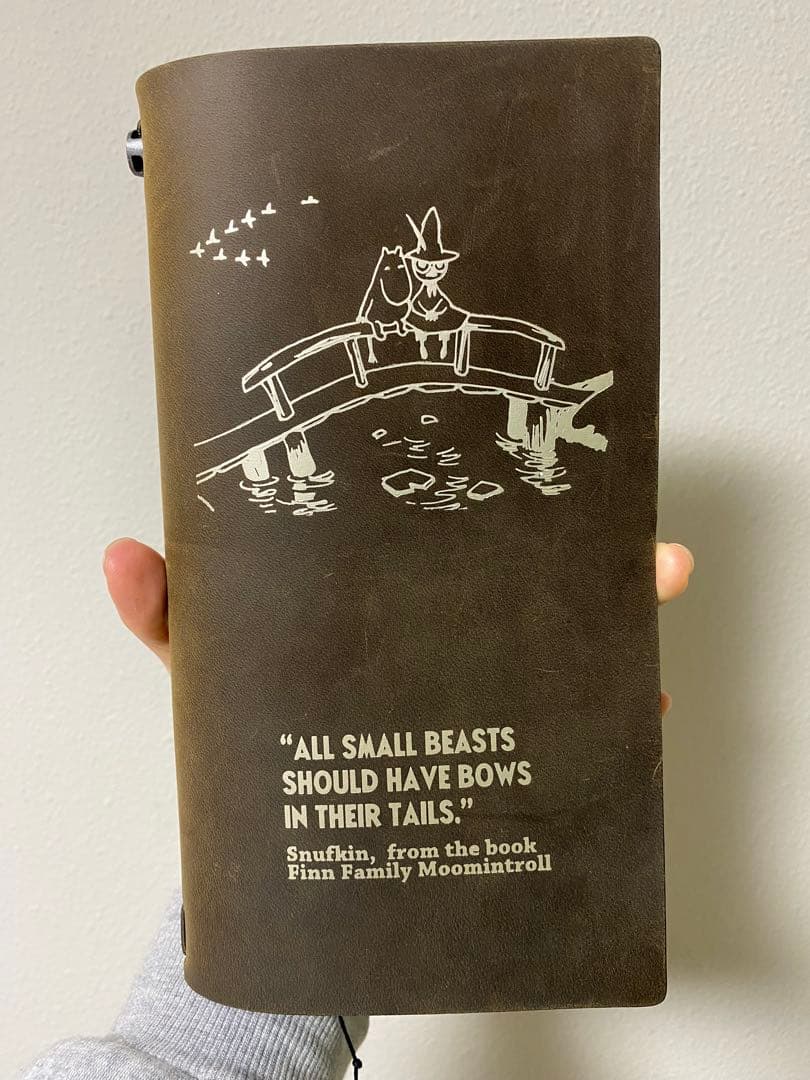 “ALL SMALL BEASTS
SHOULD HAVE BOWS
IN THEIR TAILS.”
Snufkin, from the book
Finn Family Moomintroll